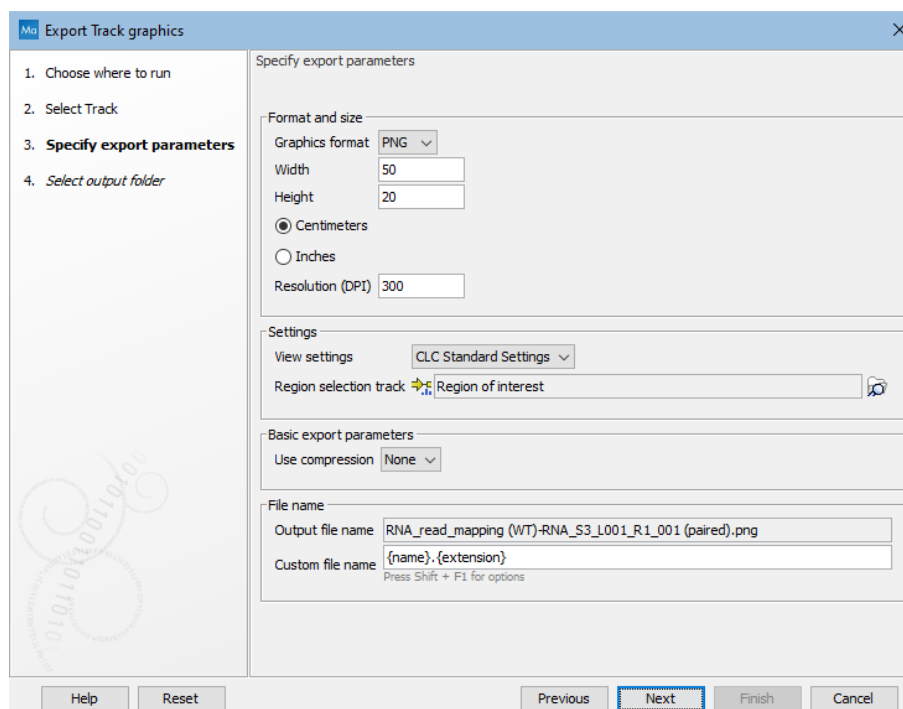 Ma Export Track graphics
1. Choose where to run
2. Select Track
3. Specify export parameters
4. Select output folder
Specify export parameters
Format and size
Graphics format PNG
Width 50
Height 20
Centimeters
Inches
Resolution (DPI) 300
Settings
View settings CLC Standard Settings
Region selection track Region of interest
Basic export parameters
Use compression None
File name
Output file name RNA_read_mapping (WT)-RNA_S3_L001_R1_001 (paired).png
Custom file name {name}.{extension}
Press Shift + F1 for options
Help Reset Previous Next Finish Cancel